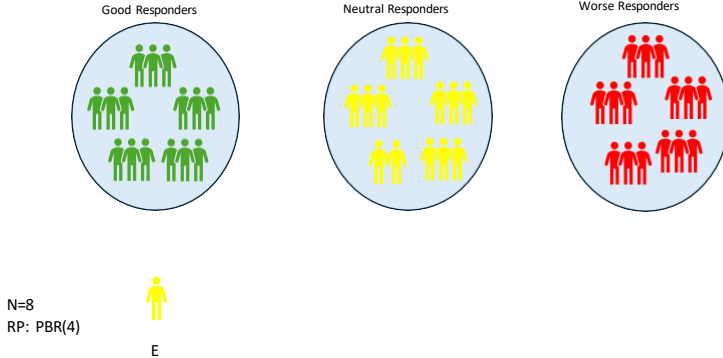 Good Responders
Neutral Responders
Worse Responders
N=8
RP: PBR(4)
E